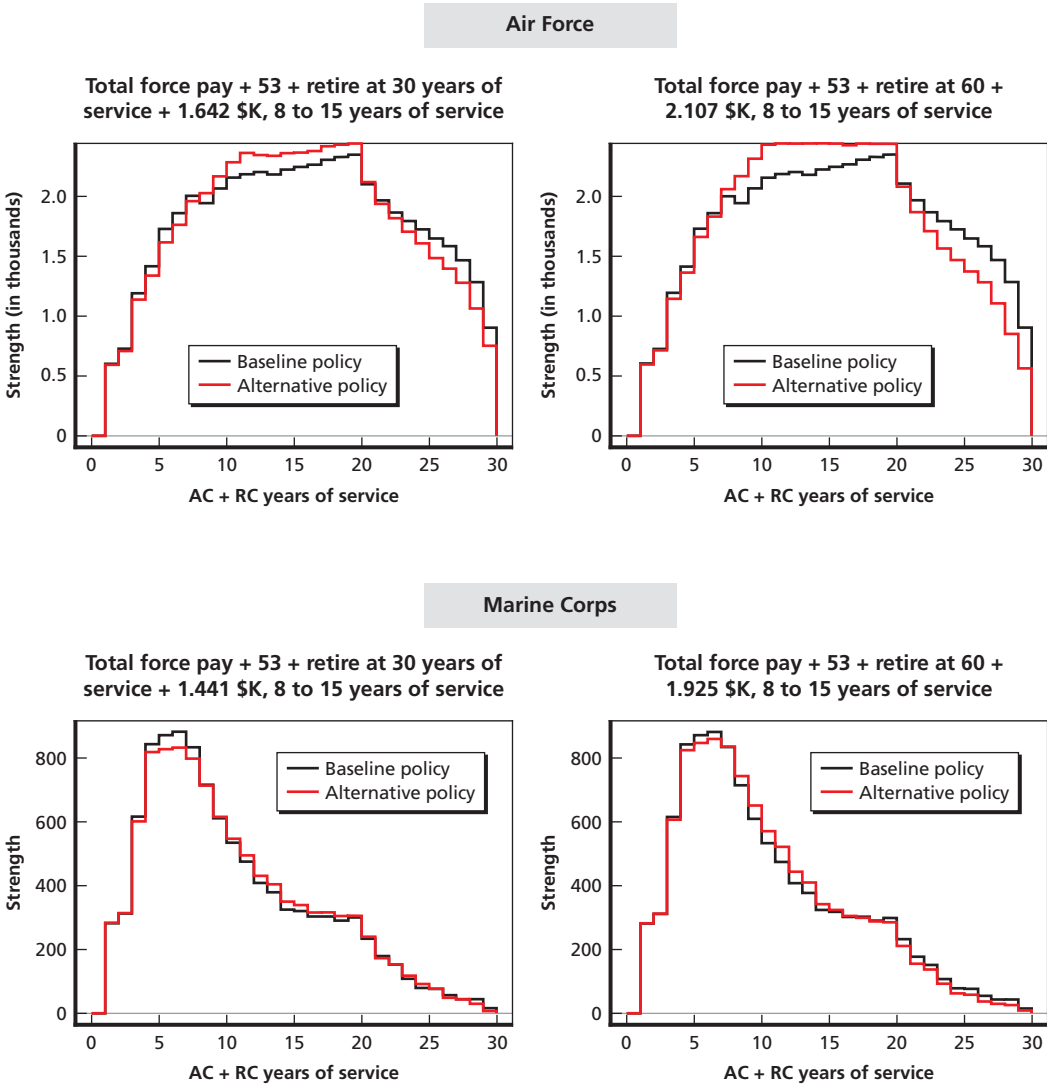 Air Force
Total force pay + 53 + retire at 30 years of
service + 1.642 $K, 8 to 15 years of service
Strength (in thousands)
2.0
1.5
1.0
0.5
0
Baseline policy
Alternative policy
0 5 10 15 20 25 30
AC + RC years of service
Total force pay + 53 + retire at 60 +
2.107 $K, 8 to 15 years of service
Strength (in thousands)
2.0
1.5
1.0
0.5
0
Baseline policy
Alternative policy
0 5 10 15 20 25 30
AC + RC years of service
Marine Corps
Total force pay + 53 + retire at 30 years of
service + 1.441 $K, 8 to 15 years of service
Strength
800
600
400
200
0
Baseline policy
Alternative policy
0 5 10 15 20 25 30
AC + RC years of service
Total force pay + 53 + retire at 60 +
1.925 $K, 8 to 15 years of service
Strength
800
600
400
200
0
Baseline policy
Alternative policy
0 5 10 15 20 25 30
AC + RC years of service